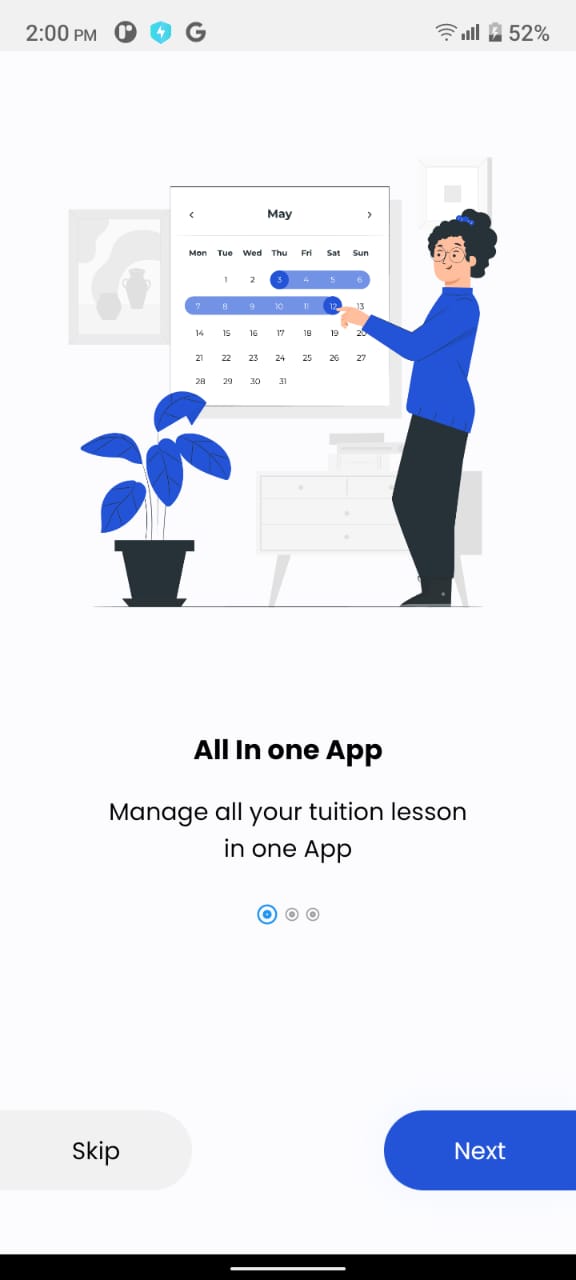 2:00 PM G 52%
‹ May ›
Mon Tue Wed Thu Fri Sat Sun
1 2 3 4 5 6
7 8 9 10 11 12 13
14 15 16 17 18 19 20
21 22 23 24 25 26 27
28 29 30 31
All In one App
Manage all your tuition lesson
in one App
Skip Next